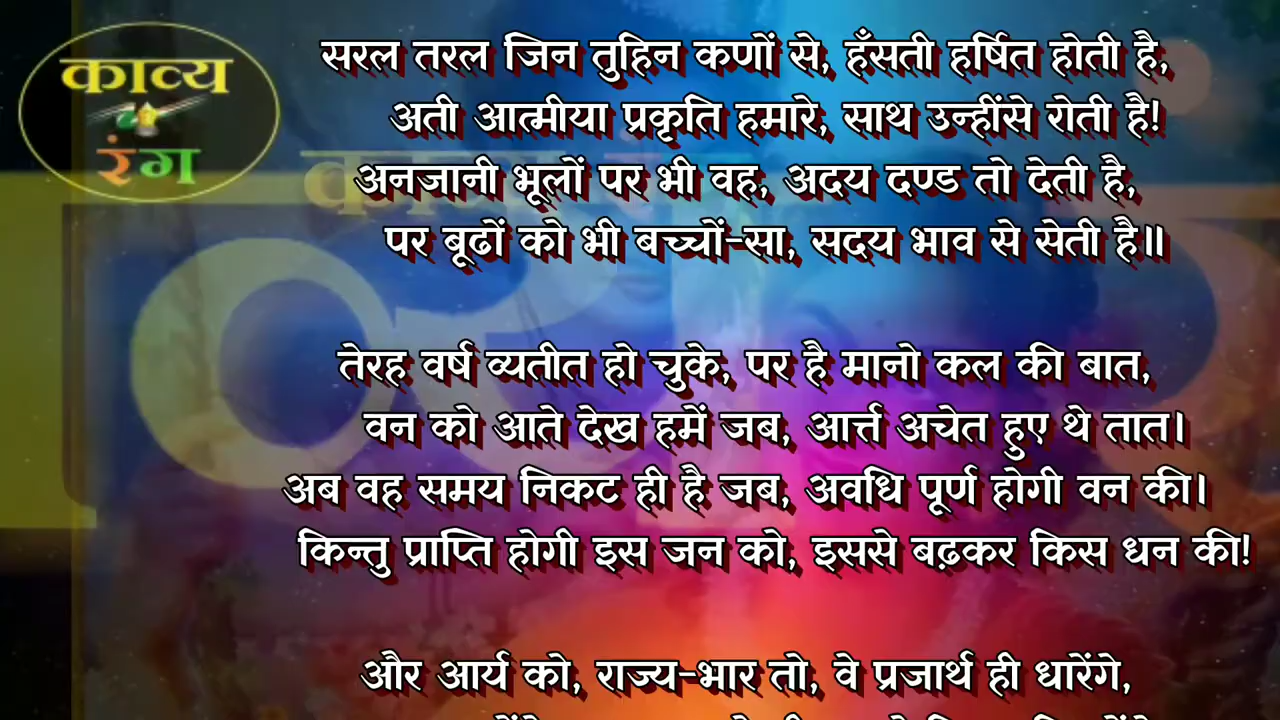 काव्य
रंग
सरल तरल जिन तुहिन कणों से, हँसती हर्षित होती है,
अती आत्मीया प्रकृति हमारे, साथ उन्हींसे रोती है!
अनजानी भूलों पर भी वह, अदय दण्ड तो देती है,
पर बूढों को भी बच्चों-सा, सदय भाव से सेती है॥
तेरह वर्ष व्यतीत हो चुके, पर है मानो कल की बात,
वन को आते देख हमें जब, आर्त्त अचेत हुए थे तात।
अब वह समय निकट ही है जब, अवधि पूर्ण होगी वन की।
किन्तु प्राप्ति होगी इस जन को, इससे बढ़कर किस धन की!
और आर्य को, राज्य-भार तो, वे प्रजार्थ ही धारेंगे,